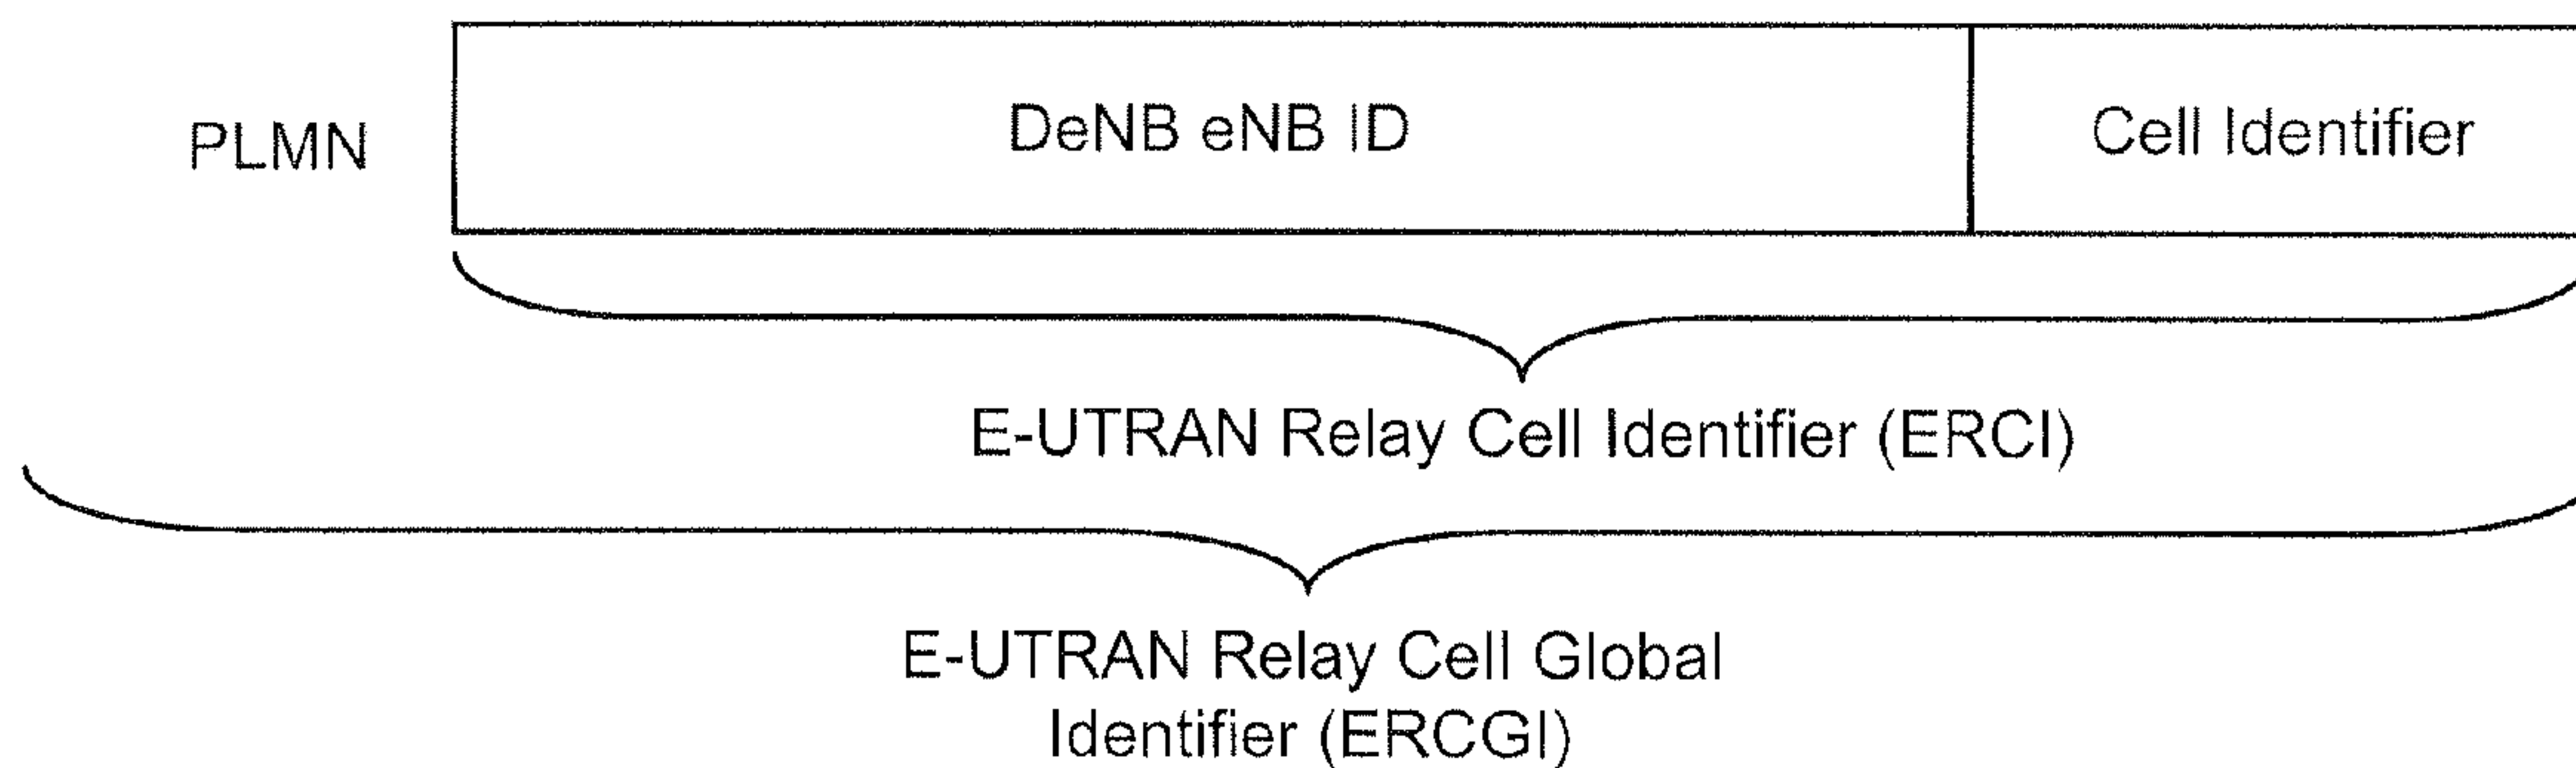 PLMN DeNB eNB ID Cell Identifier
E-UTRAN Relay Cell Identifier (ERCI)
E-UTRAN Relay Cell Global
Identifier (ERCGI)